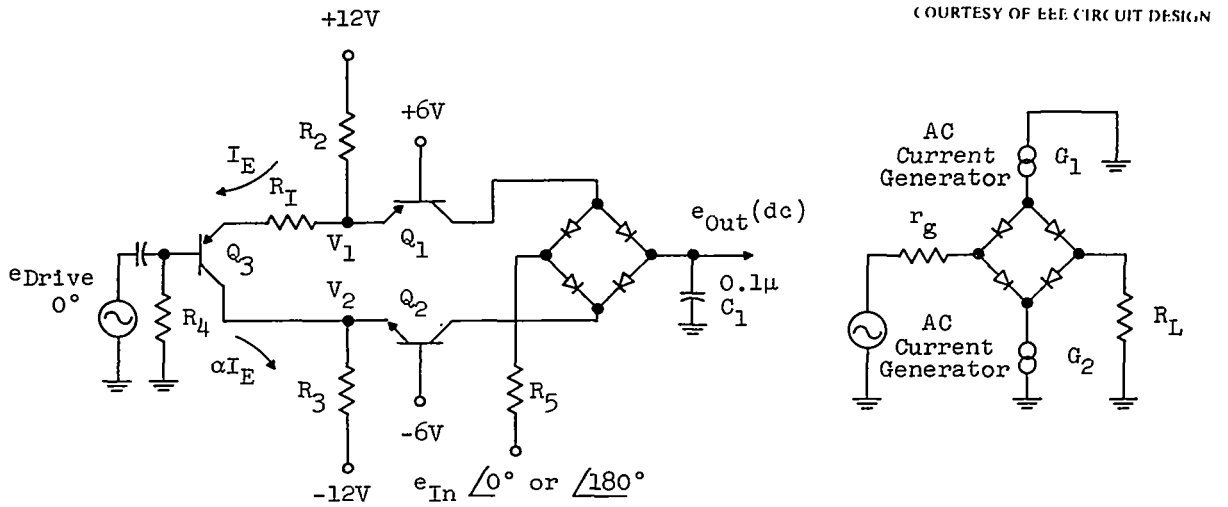 COURTESY OF EEE CIRCUIT DESIGN
+12V
+6V
R2
IE
RI
V1
Q1
Q3
eDrive
0°
R4
V2
Q2
αIE
R3
-6V
R5
-12V
eIn /0° or /180°
eOut(dc)
0.1μ
C1
AC
Current
Generator
G1
rg
RL
AC
Current
Generator
G2